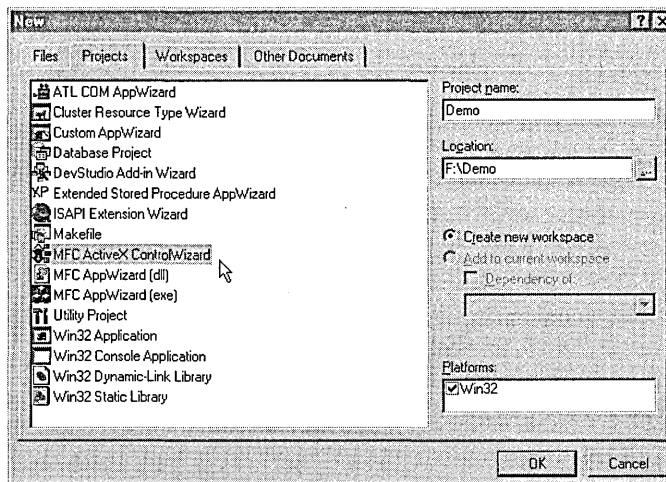 New
Files Projects Workspaces Other Documents
ATL COM AppWizard
Cluster Resource Type Wizard
Custom AppWizard
Database Project
DevStudio Add-in Wizard
Extended Stored Procedure AppWizard
ISAPI Extension Wizard
Makefile
MFC ActiveX ControlWizard
MFC AppWizard (dll)
MFC AppWizard (exe)
Utility Project
Win32 Application
Win32 Console Application
Win32 Dynamic-Link Library
Win32 Static Library
Project name:
Demo
Location:
F:\Demo
...
Create new workspace
Add to current workspace
Dependency of:
Platforms:
Win32
OK Cancel